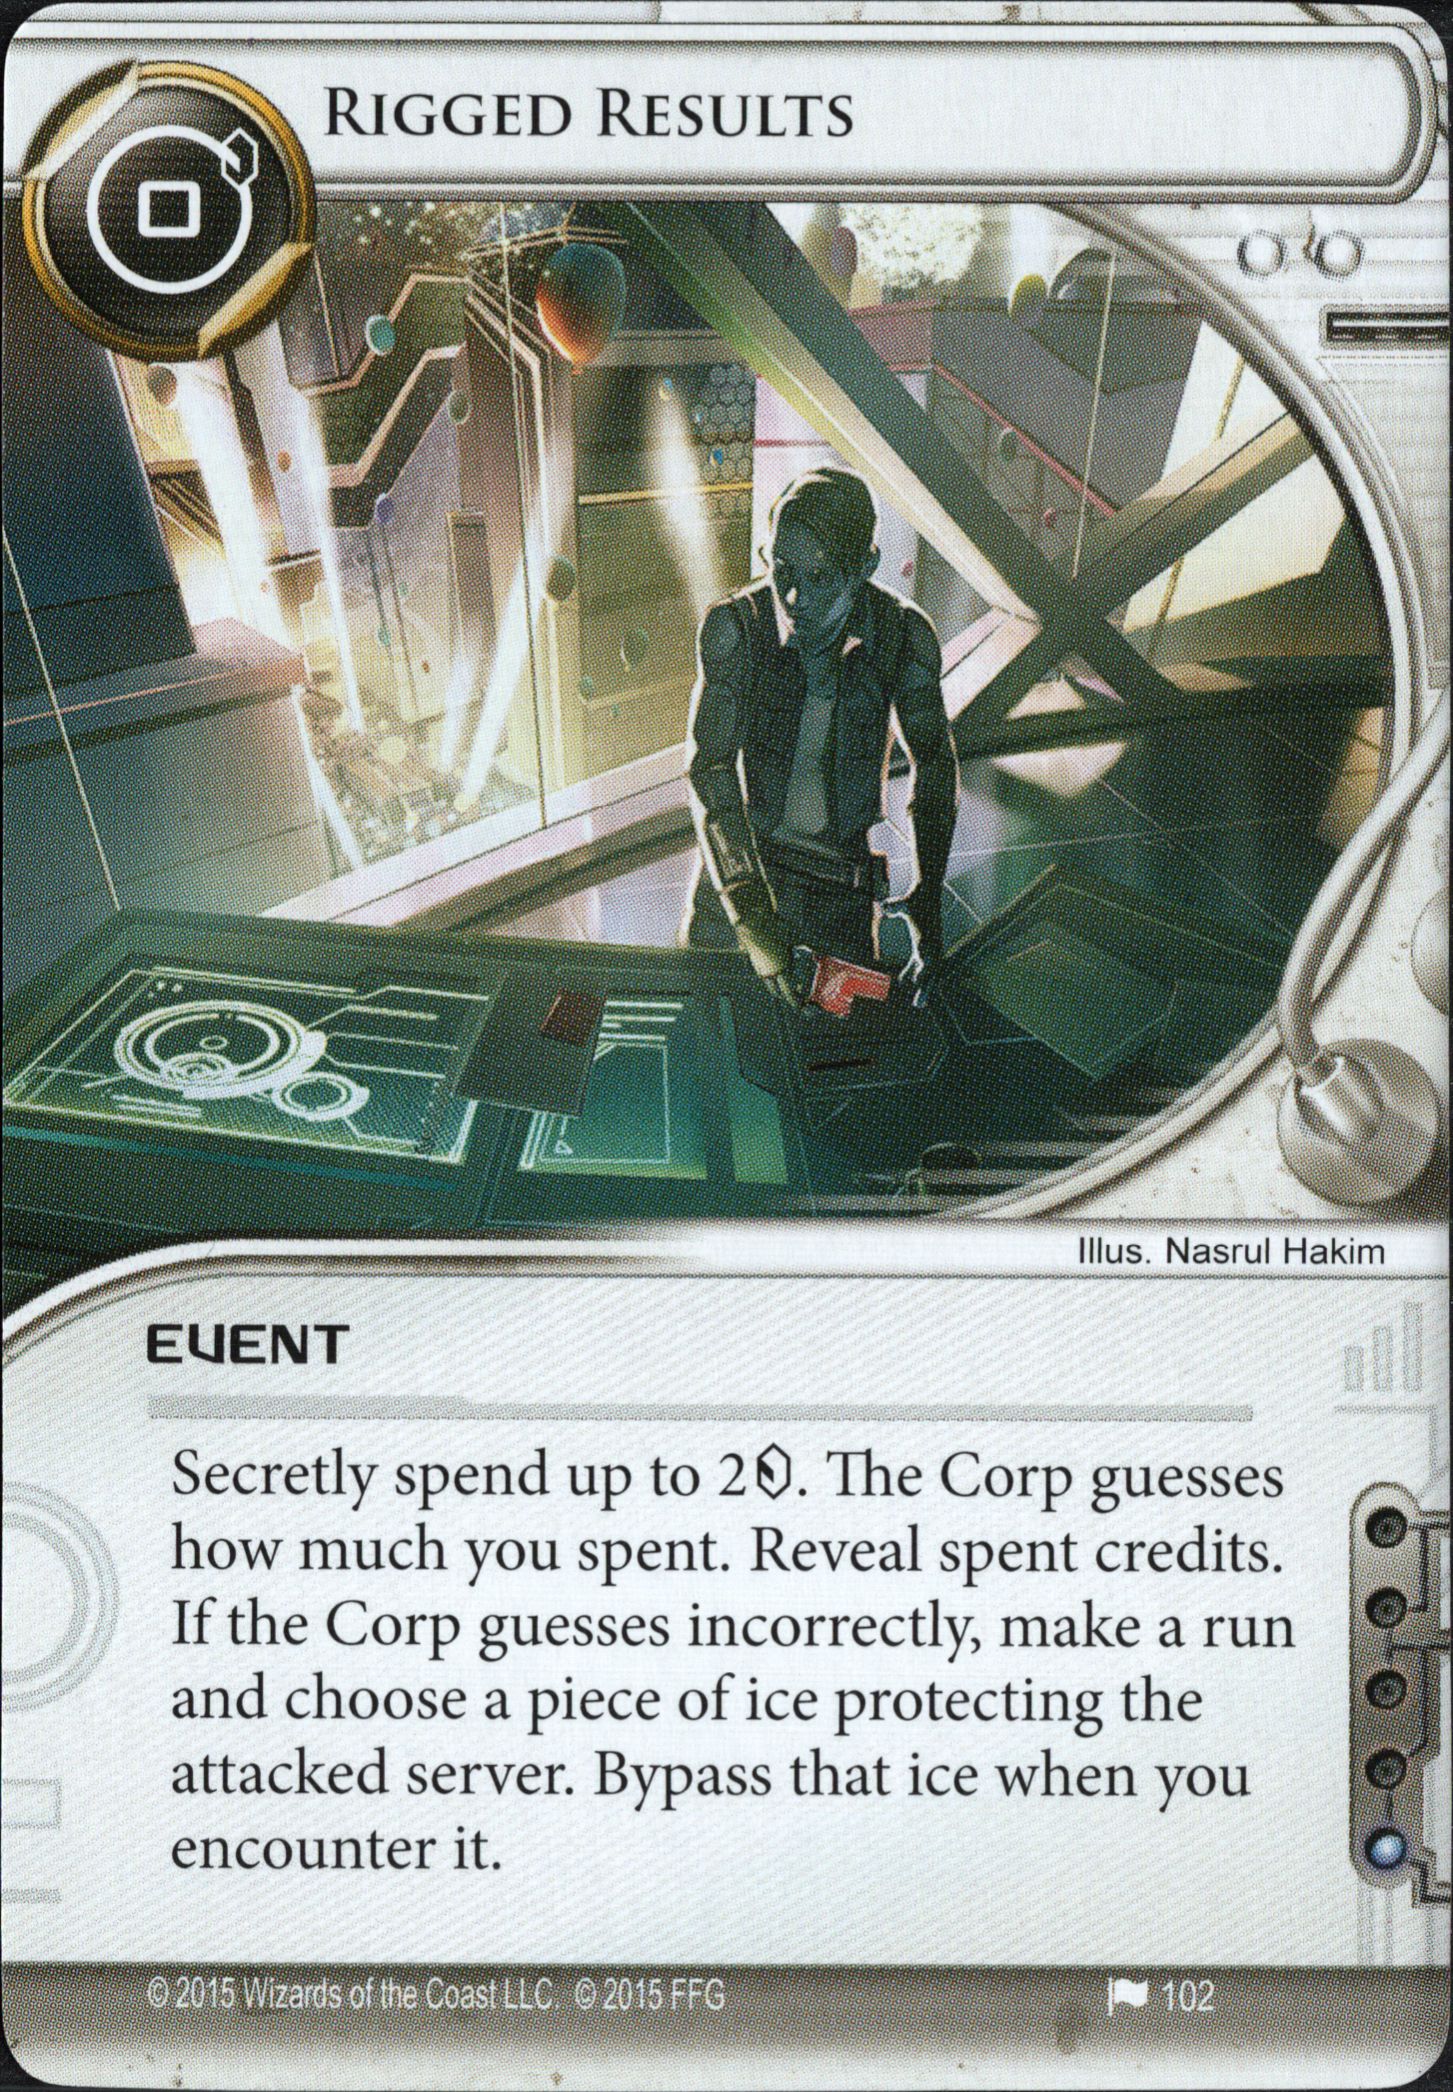 0
RIGGED RESULTS
Illus. Nasrul Hakim
EVENT
Secretly spend up to 2. The Corp guesses
how much you spent. Reveal spent credits.
If the Corp guesses incorrectly, make a run
and choose a piece of ice protecting the
attacked server. Bypass that ice when you
encounter it.
© 2015 Wizards of the Coast LLC. © 2015 FFG
102